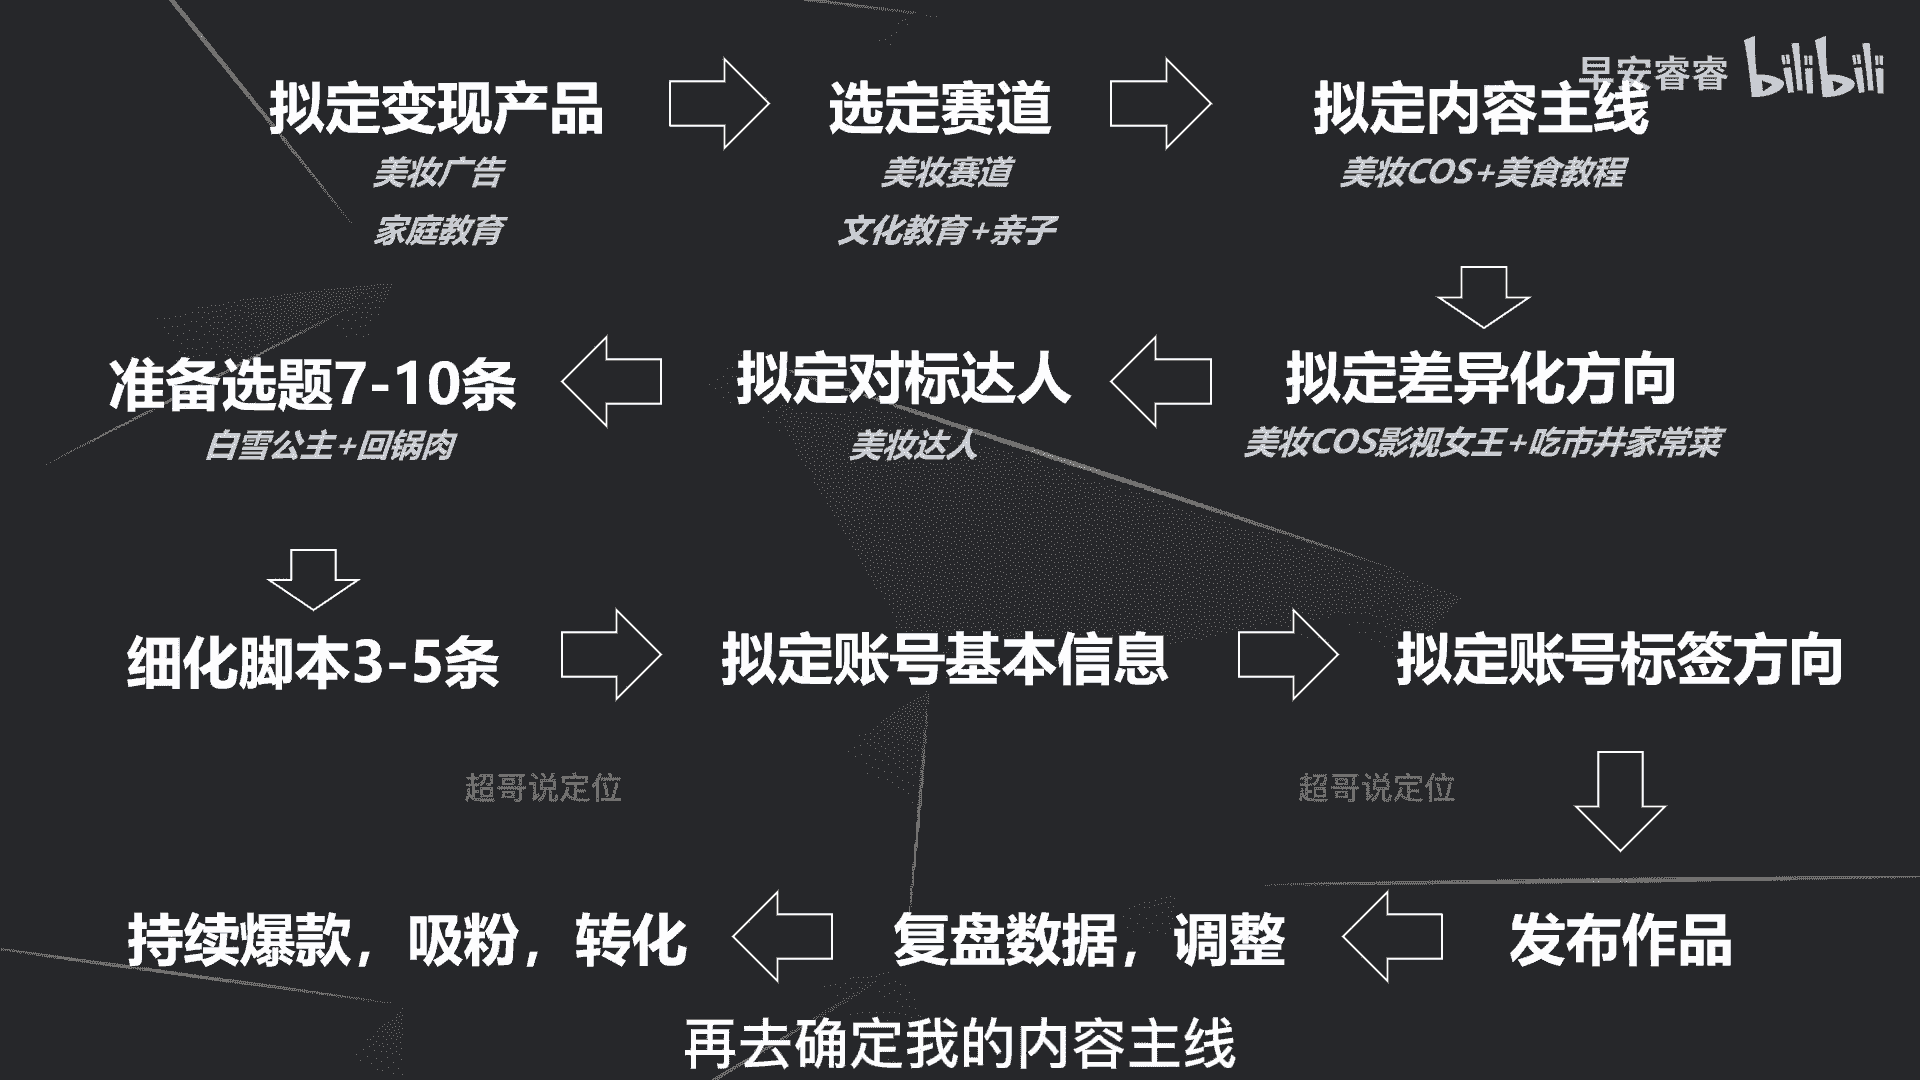 早安睿睿 bilibili
拟定变现产品 选定赛道 拟定内容主线
美妆广告 美妆赛道 美妆COS+美食教程
家庭教育 文化教育+亲子
准备选题7-10条 拟定对标达人 拟定差异化方向
白雪公主+回锅肉 美妆达人 美妆COS影视女王+吃市井家常菜
细化脚本3-5条 拟定账号基本信息 拟定账号标签方向
超哥说定位 超哥说定位
持续爆款，吸粉，转化 复盘数据，调整 发布作品
再去确定我的内容主线